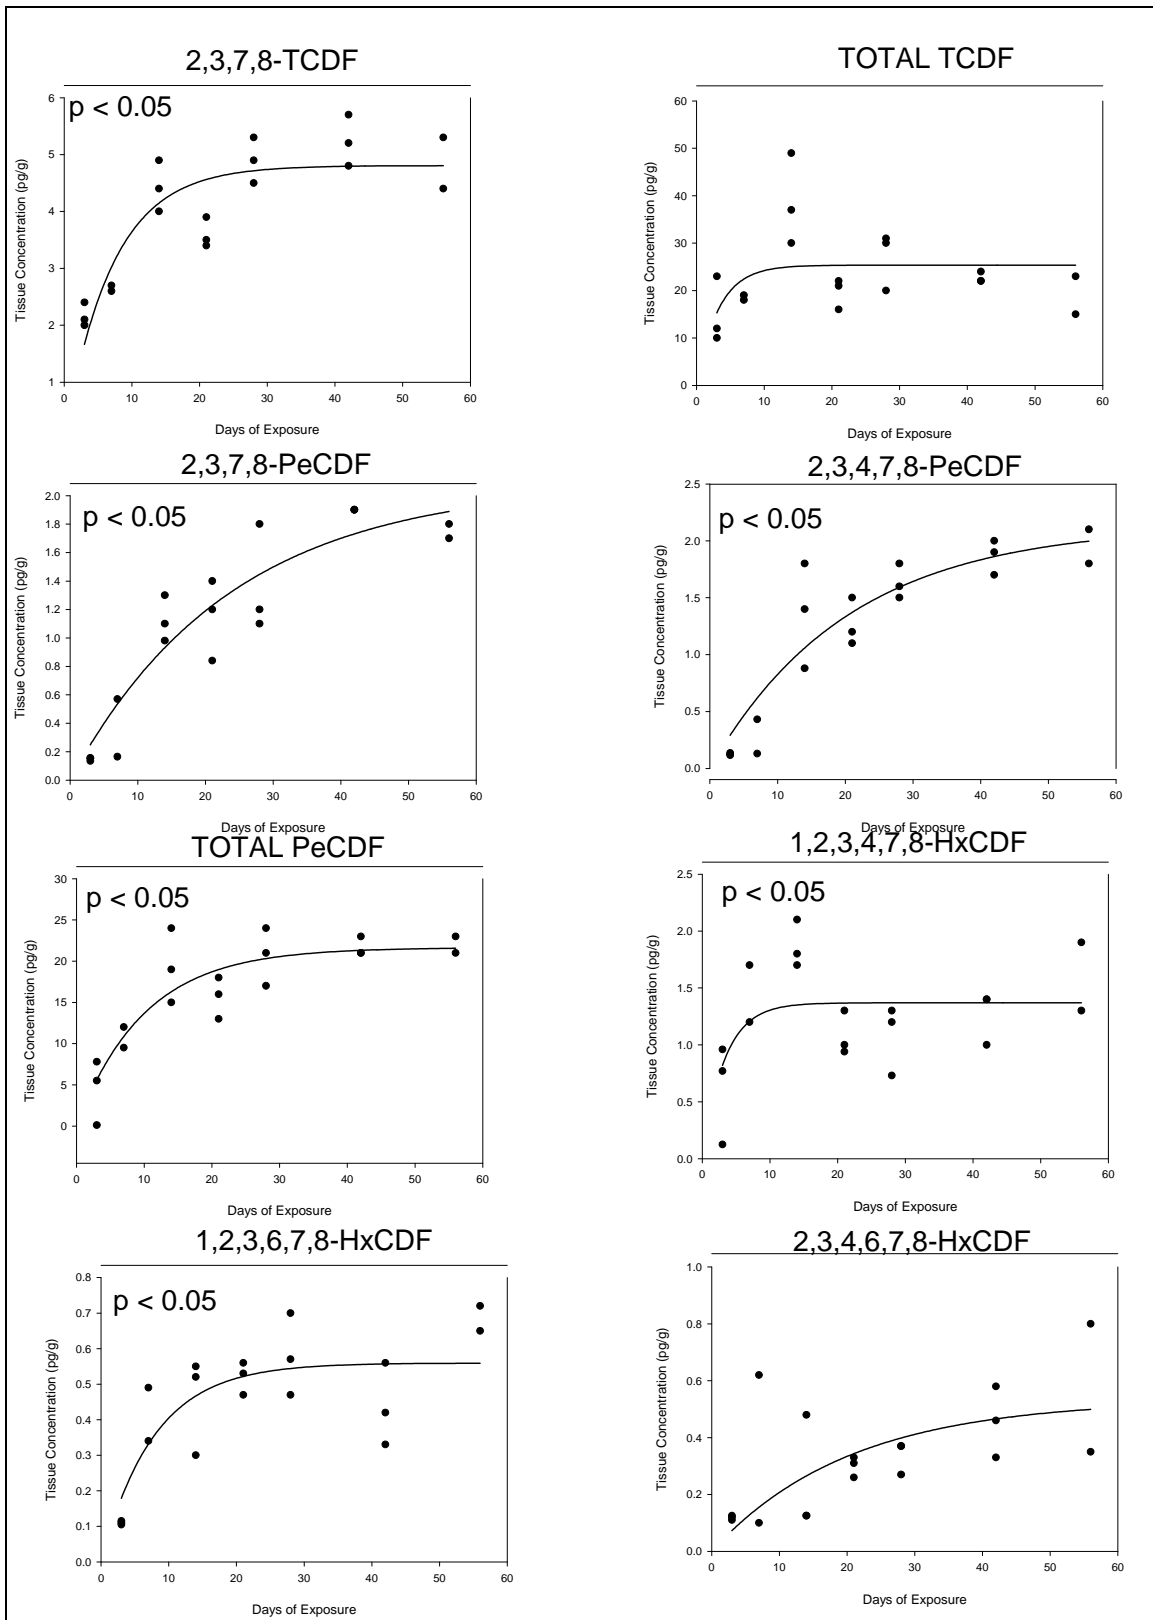 2,3,7,8-TCDF
p < 0.05
Tissue Concentration (pg/g)
6
5
4
3
2
1
0 10 20 30 40 50 60
Days of Exposure
TOTAL TCDF
Tissue Concentration (pg/g)
60
50
40
30
20
10
0
0 10 20 30 40 50 60
Days of Exposure
2,3,7,8-PeCDF
p < 0.05
Tissue Concentration (pg/g)
2.0
1.8
1.6
1.4
1.2
1.0
0.8
0.6
0.4
0.2
0.0
0 10 20 30 40 50 60
Days of Exposure
2,3,4,7,8-PeCDF
p < 0.05
Tissue Concentration (pg/g)
2.5
2.0
1.5
1.0
0.5
0.0
0 10 20 30 40 50 60
Days of Exposure
TOTAL PeCDF
p < 0.05
Tissue Concentration (pg/g)
30
25
20
15
10
5
0
0 10 20 30 40 50 60
Days of Exposure
1,2,3,4,7,8-HxCDF
p < 0.05
Tissue Concentration (pg/g)
2.5
2.0
1.5
1.0
0.5
0.0
0 10 20 30 40 50 60
Days of Exposure
1,2,3,6,7,8-HxCDF
p < 0.05
Tissue Concentration (pg/g)
0.8
0.7
0.6
0.5
0.4
0.3
0.2
0.1
0.0
0 10 20 30 40 50 60
Days of Exposure
2,3,4,6,7,8-HxCDF
Tissue Concentration (pg/g)
1.0
0.8
0.6
0.4
0.2
0.0
0 10 20 30 40 50 60
Days of Exposure